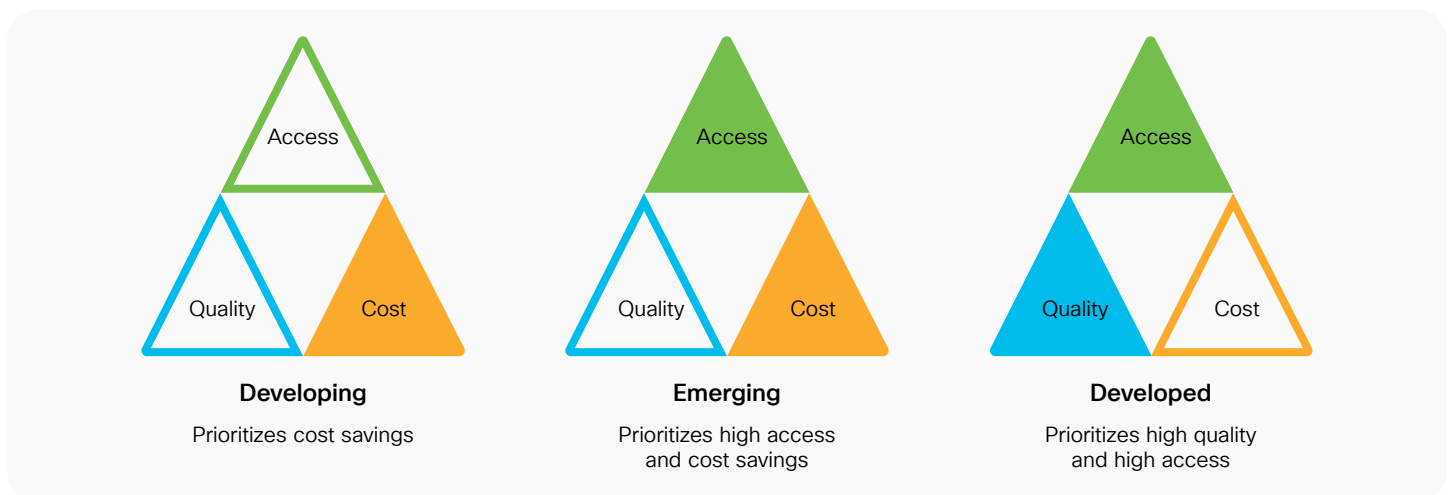 Access
Quality
Cost
Developing
Prioritizes cost savings
Access
Quality
Cost
Emerging
Prioritizes high access
and cost savings
Access
Quality
Cost
Developed
Prioritizes high quality
and high access